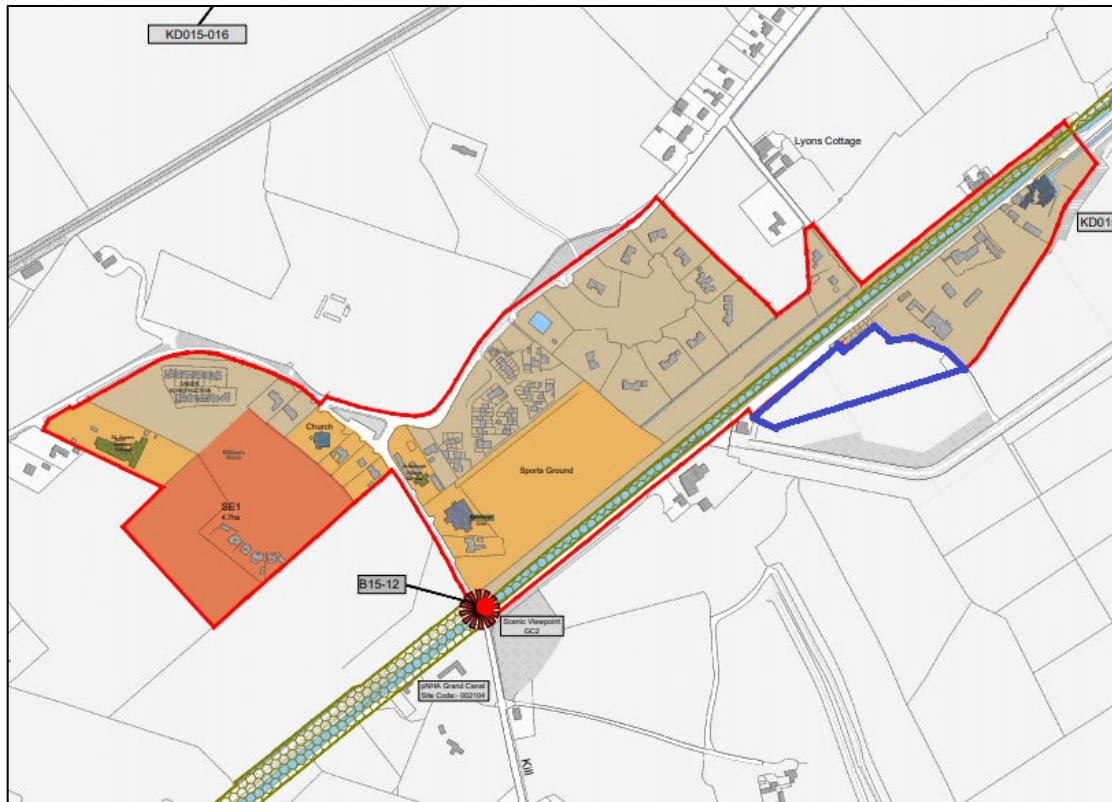 KD015-016
Lyons Cottage
KD01
Church
Sports Ground
SE1
4.7ha
B15-12
Scenic Viewpoint
GC2
pNHA Grand Canal
Site Code:- 002104
Kill